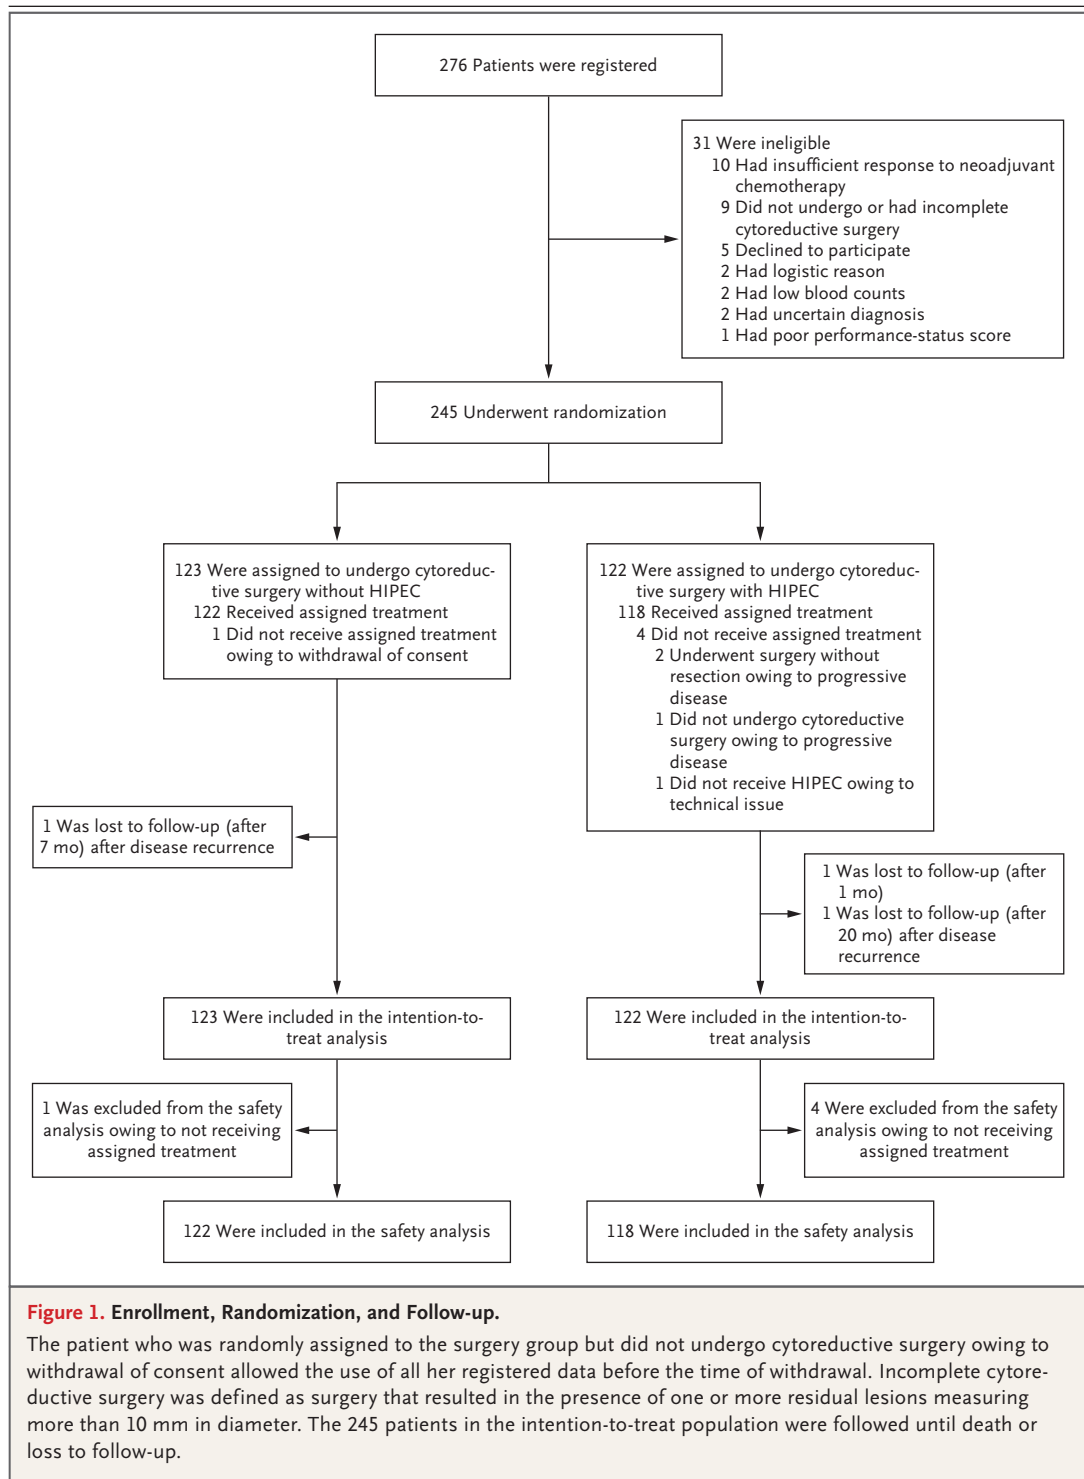 276 Patients were registered
31 Were ineligible
10 Had insufficient response to neoadjuvant
chemotherapy
9 Did not undergo or had incomplete
cytoreductive surgery
5 Declined to participate
2 Had logistic reason
2 Had low blood counts
2 Had uncertain diagnosis
1 Had poor performance-status score
245 Underwent randomization
123 Were assigned to undergo cytoreduc-
tive surgery without HIPEC
122 Received assigned treatment
1 Did not receive assigned treatment
owing to withdrawal of consent
122 Were assigned to undergo cytoreduc-
tive surgery with HIPEC
118 Received assigned treatment
4 Did not receive assigned treatment
2 Underwent surgery without
resection owing to progressive
disease
1 Did not undergo cytoreductive
surgery owing to progressive
disease
1 Did not receive HIPEC owing to
technical issue
1 Was lost to follow-up (after
7 mo) after disease recurrence
1 Was lost to follow-up (after
1 mo)
1 Was lost to follow-up (after
20 mo) after disease
recurrence
123 Were included in the intention-to-
treat analysis
122 Were included in the intention-to-
treat analysis
1 Was excluded from the safety
analysis owing to not receiving
assigned treatment
4 Were excluded from the safety
analysis owing to not receiving
assigned treatment
122 Were included in the safety analysis
118 Were included in the safety analysis
Figure 1. Enrollment, Randomization, and Follow-up.
The patient who was randomly assigned to the surgery group but did not undergo cytoreductive surgery owing to
withdrawal of consent allowed the use of all her registered data before the time of withdrawal. Incomplete cytore-
ductive surgery was defined as surgery that resulted in the presence of one or more residual lesions measuring
more than 10 mm in diameter. The 245 patients in the intention-to-treat population were followed until death or
loss to follow-up.